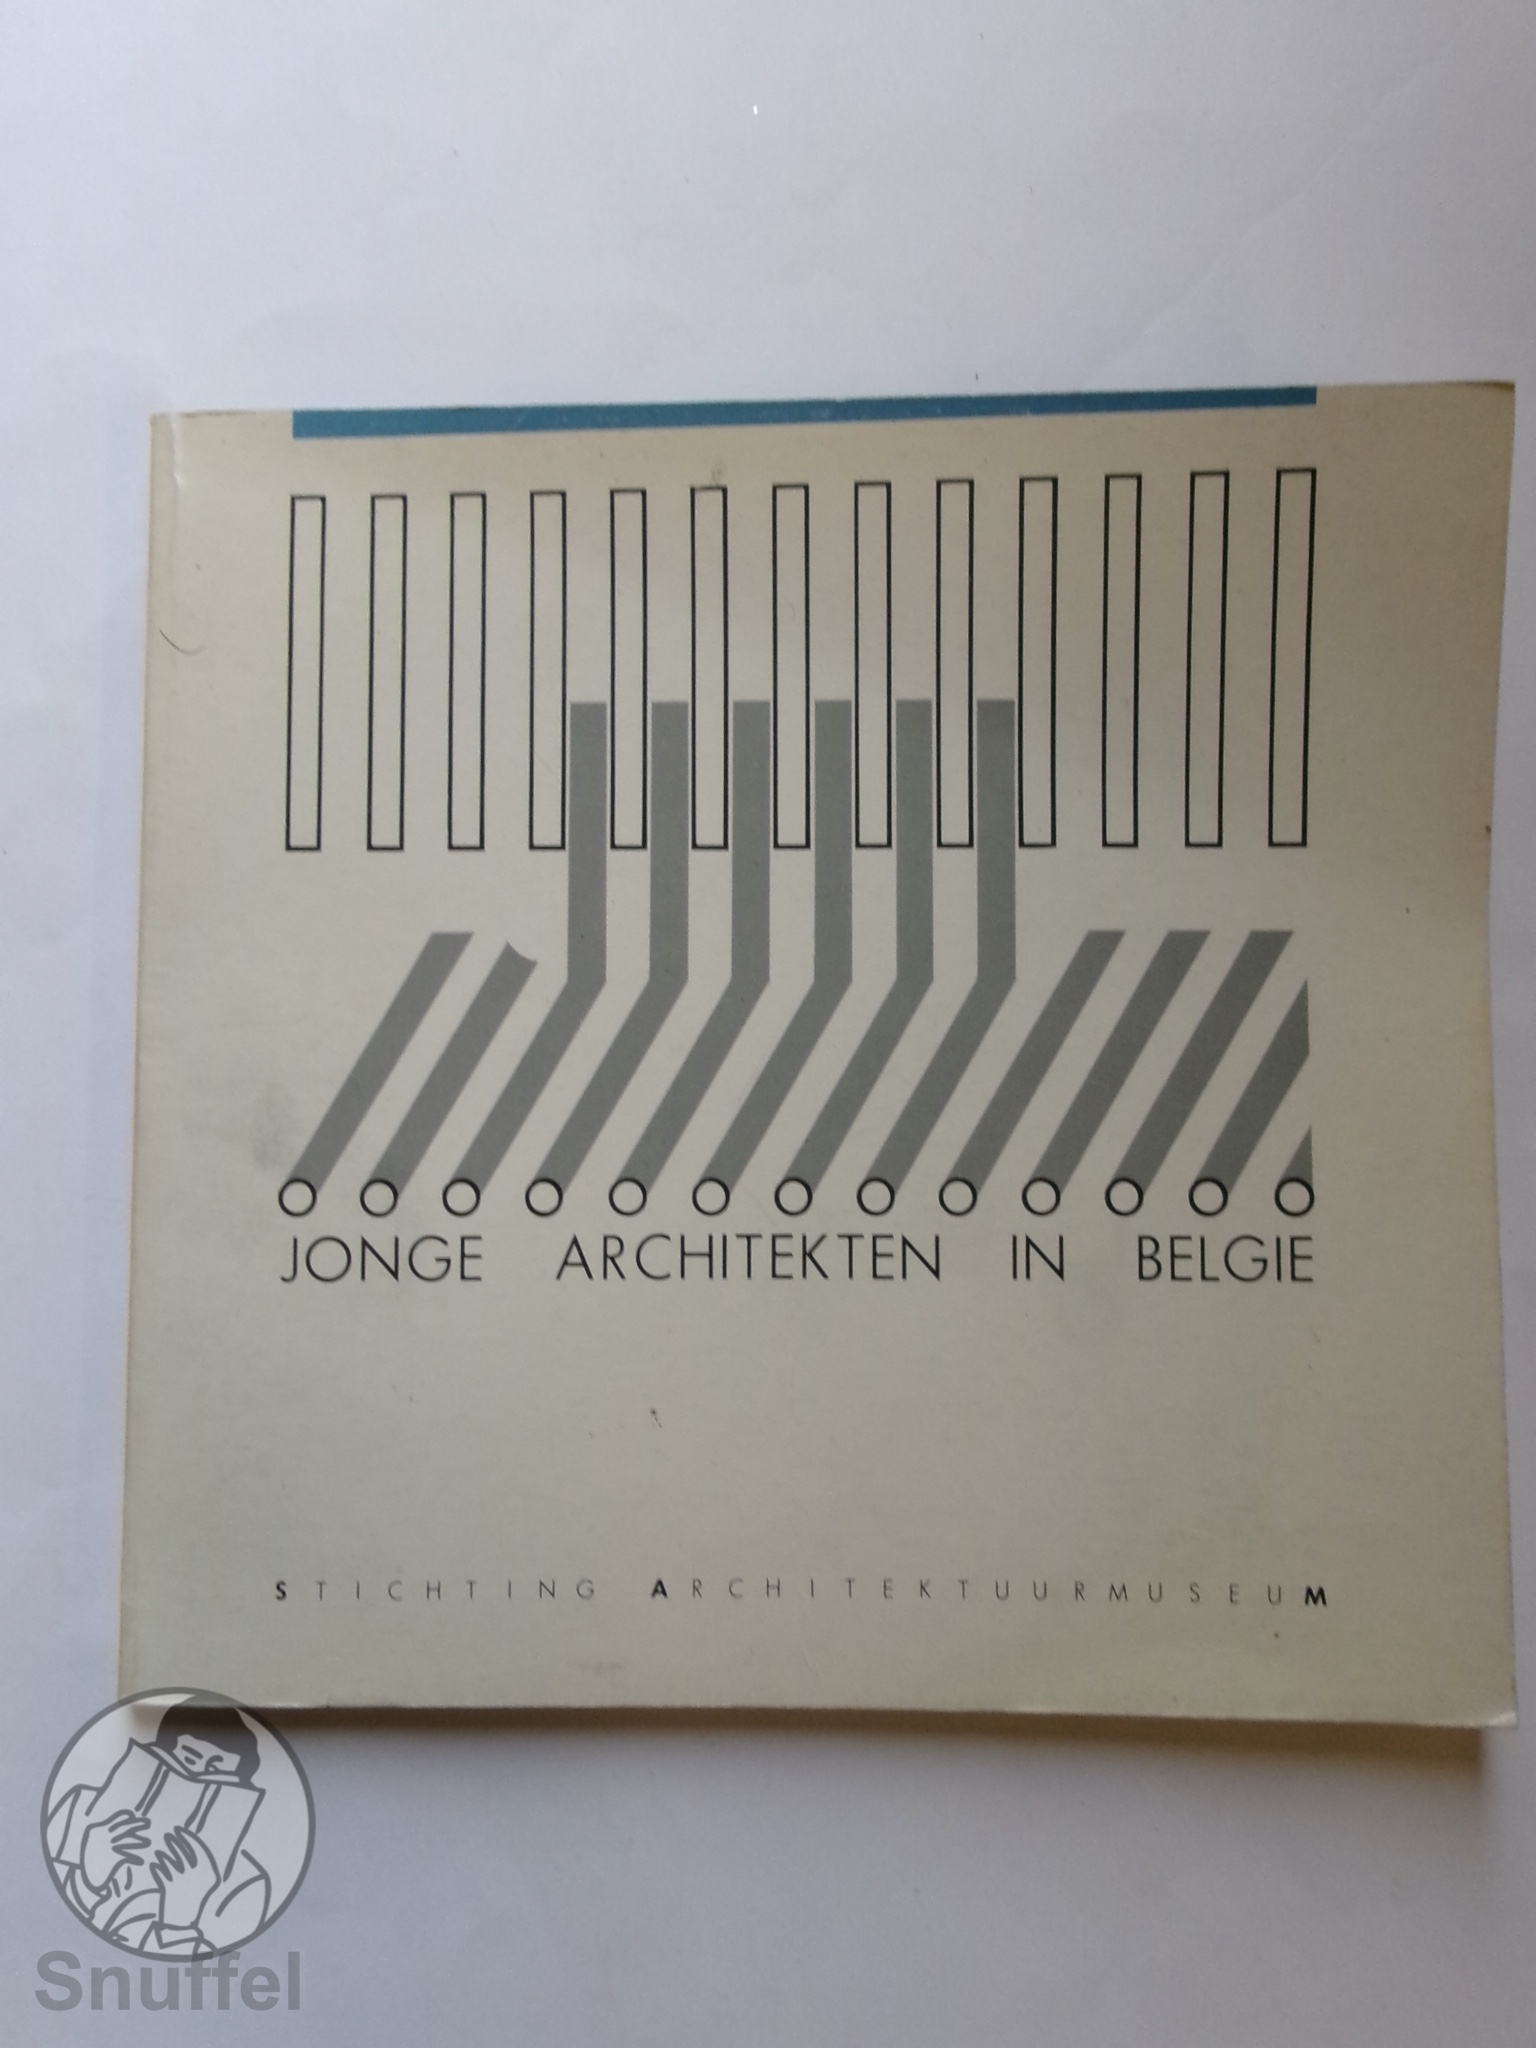 JONGE ARCHITEKTEN IN BELGIE
STICHTING ARCHITEKTUURMUSEUM
Snuffel